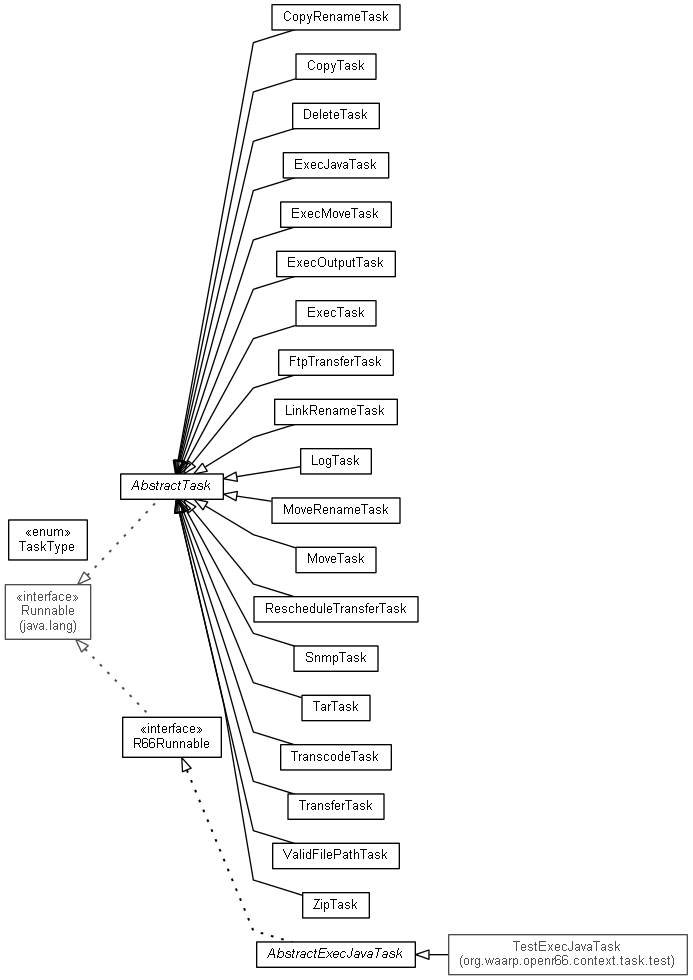 CopyRenameTask
CopyTask
DeleteTask
ExecJavaTask
ExecMoveTask
ExecOutputTask
ExecTask
FtpTransferTask
LinkRenameTask
LogTask
AbstractTask
MoveRenameTask
«enum»
TaskType
MoveTask
«interface»
Runnable
(java.lang)
RescheduleTransferTask
SnmpTask
TarTask
«interface»
R66Runnable
TranscodeTask
TransferTask
ValidFilePathTask
ZipTask
AbstractExecJavaTask
TestExecJavaTask
(org.waarp.openr66.context.task.test)